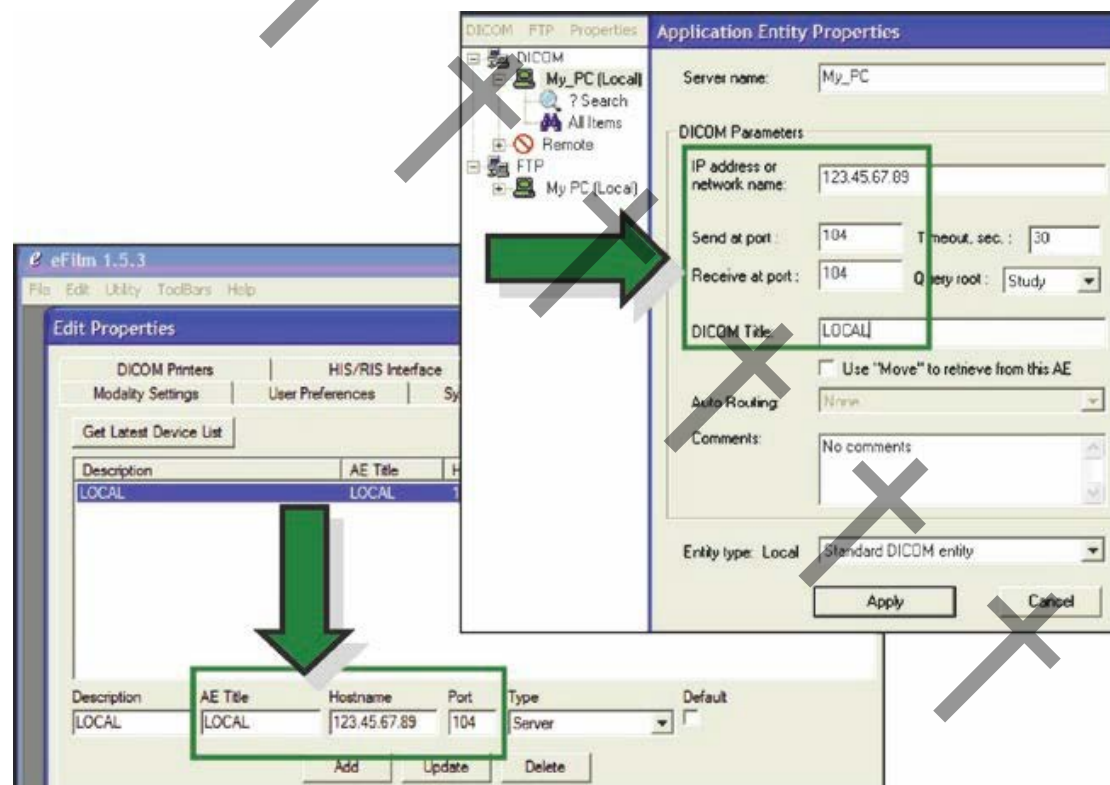 DICOM FTP Properties
DICOM
My_PC (Local)
? Search
All Items
Remote
FTP
My PC (Local)
Application Entity Properties
Server name: My_PC
DICOM Parameters
IP address or
network name: 123.45.67.89
Send at port : 104 Timeout, sec. : 30
Receive at port : 104 Query root : Study
DICOM Title: LOCAL
Use "Move" to retrieve from this AE
Auto Routing: None
Comments: No comments
Entity type: Local Standard DICOM entity
Apply Cancel
eFilm 1.5.3
File Edit Utility ToolBars Help
Edit Properties
DICOM Printers HIS/RIS Interface
Modality Settings User Preferences Sy
Get Latest Device List
Description AE Title H
LOCAL LOCAL 1
Description AE Title Hostname Port Type Default
LOCAL LOCAL 123.45.67.89 104 Server
Add Update Delete